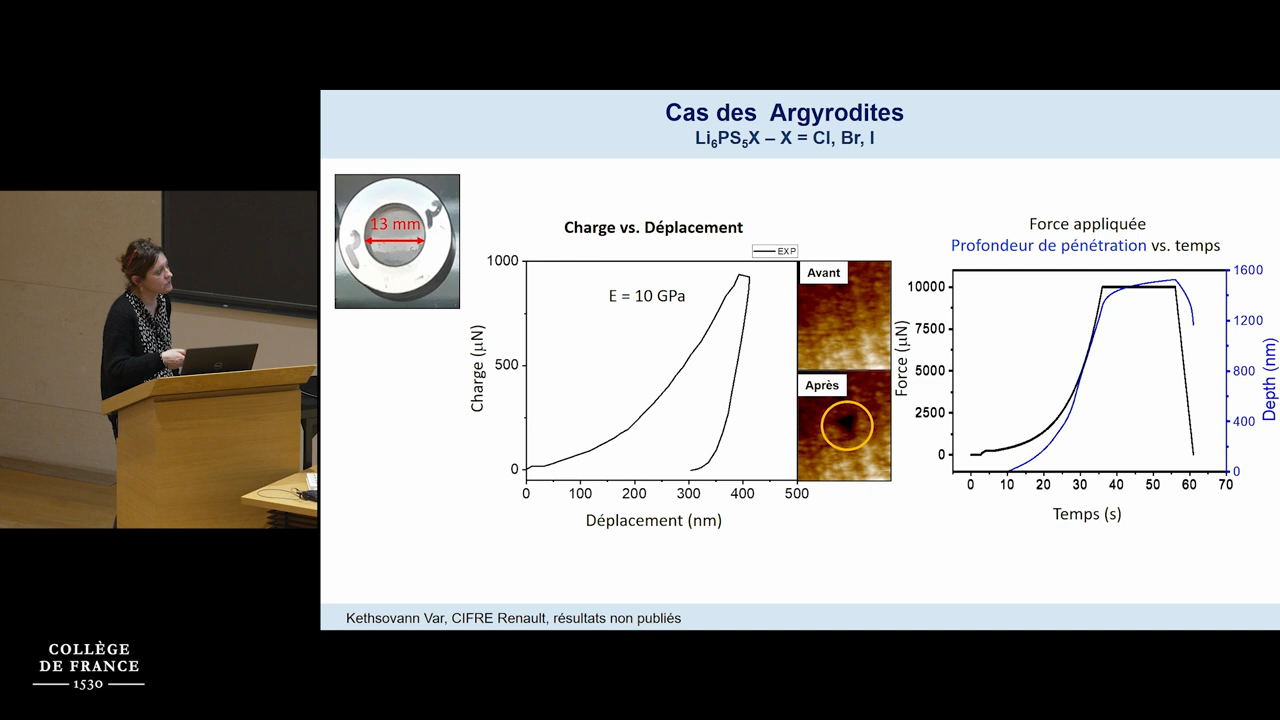 Cas des Argyrodites
Li₆PS₅X – X = Cl, Br, I
13 mm
Charge vs. Déplacement
EXP
E = 10 GPa
Charge (µN)
1000
500
0
0 100 200 300 400 500
Déplacement (nm)
Avant
Après
Force appliquée
Profondeur de pénétration vs. temps
Force (µN)
10000
7500
5000
2500
0
1600
1200
800
400
0
Depth (nm)
0 10 20 30 40 50 60 70
Temps (s)
Kethsovann Var, CIFRE Renault, résultats non publiés
COLLÈGE
DE FRANCE
1530